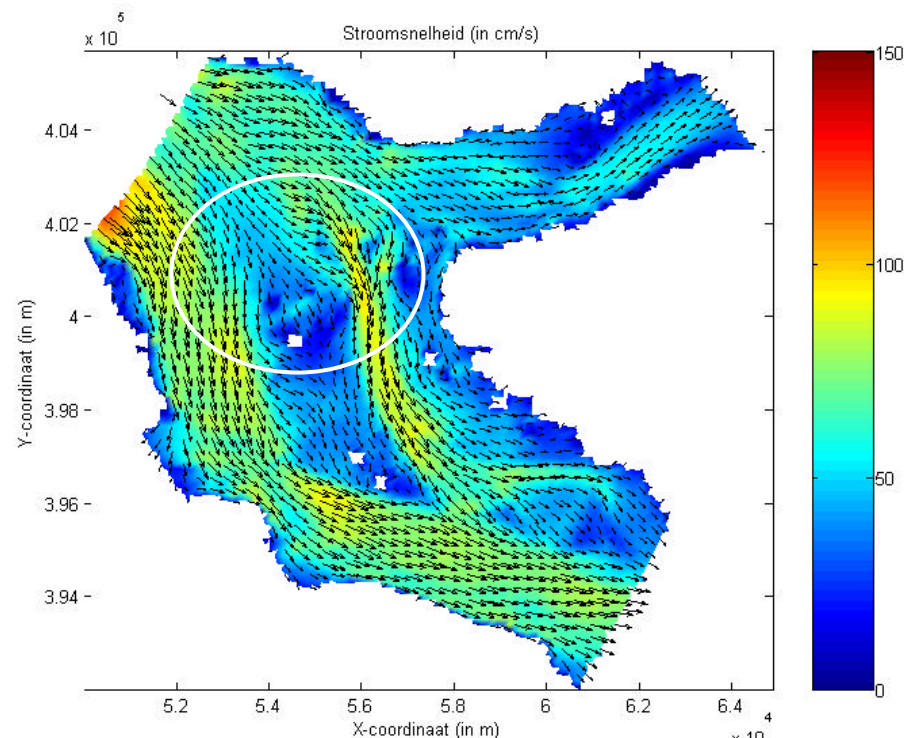 x 10
5
Stroomsnelheid (in cm/s)
150
4.04
4.02
100
4
Y-coordinaat (in m)
3.98
50
3.96
3.94
0
5.2 5.4 5.6 5.8 6 6.2 6.4
4
X-coordinaat (in m)
x 10